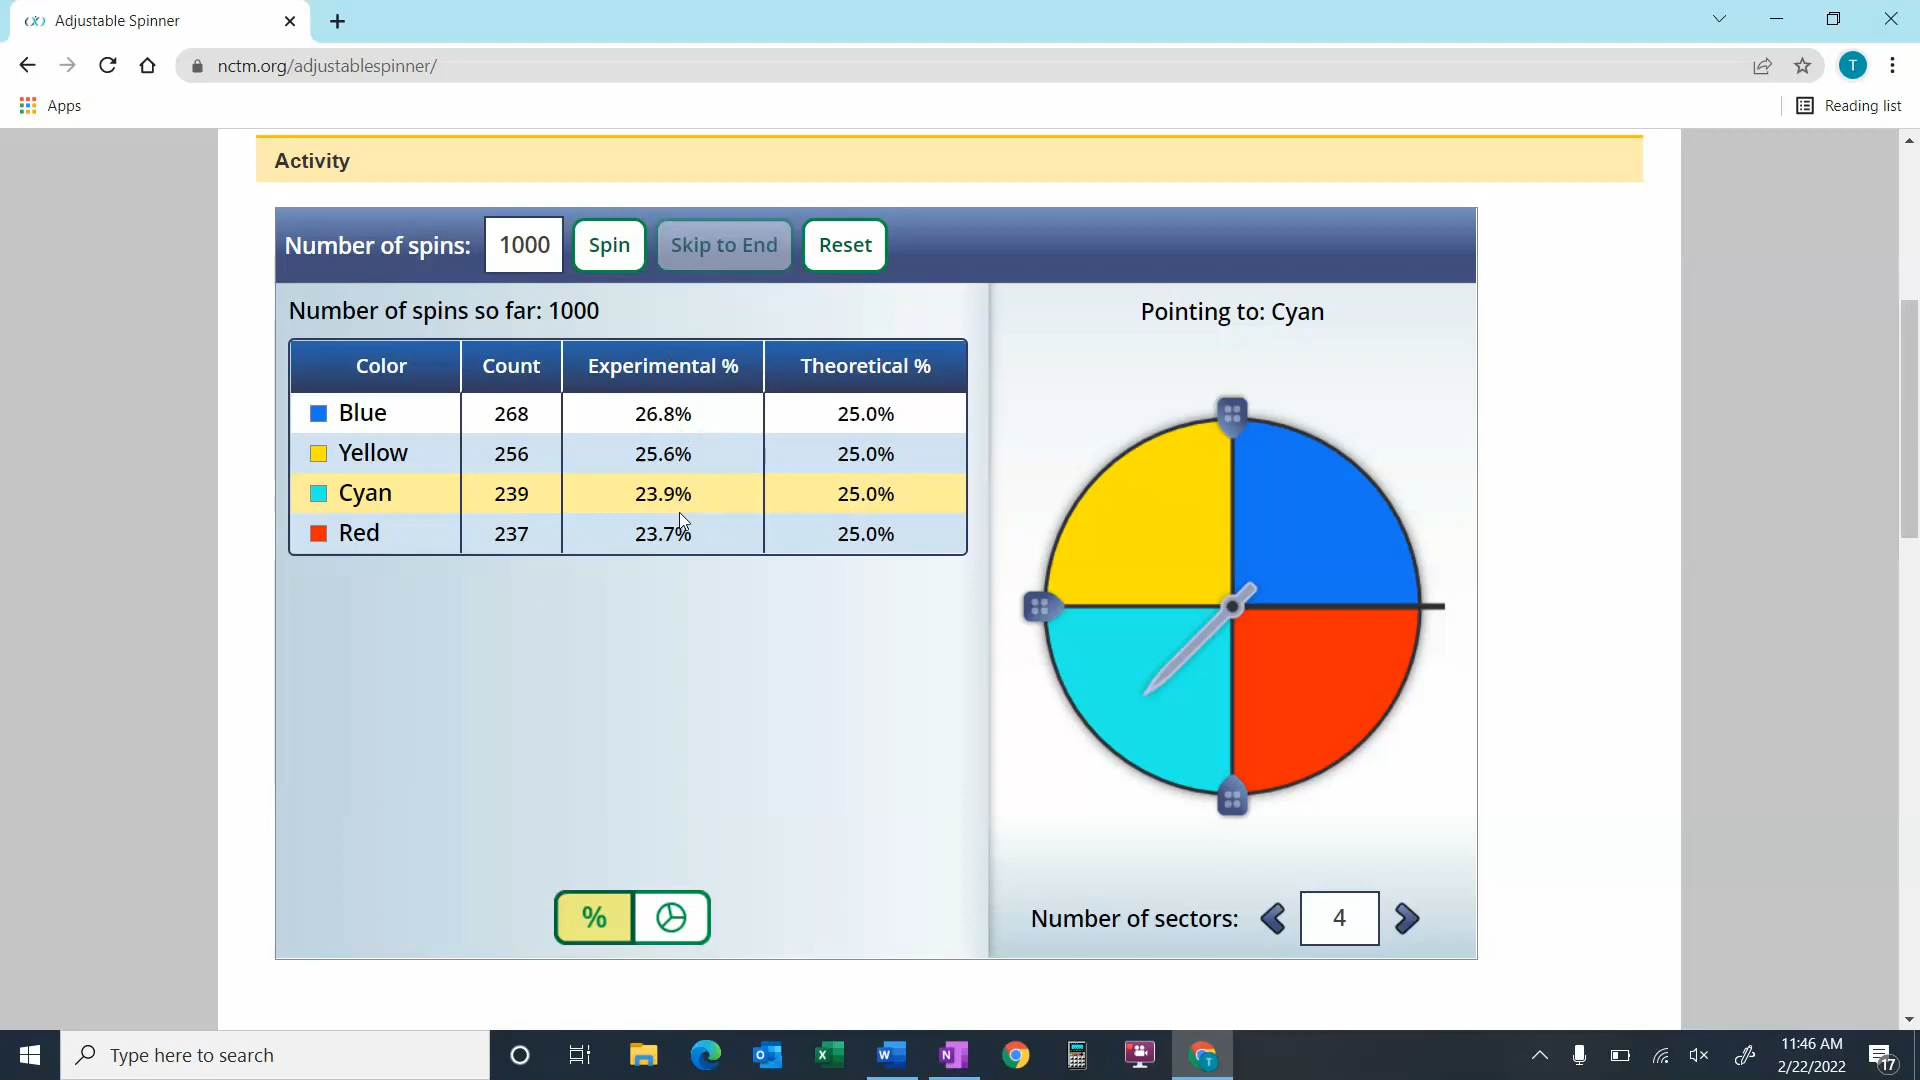 Adjustable Spinner
nctm.org/adjustablespinner/
T
Apps
Reading list
Activity
Number of spins: 1000 Spin Skip to End Reset
Number of spins so far: 1000
Pointing to: Cyan
Color Count Experimental % Theoretical %
Blue 268 26.8% 25.0%
Yellow 256 25.6% 25.0%
Cyan 239 23.9% 25.0%
Red 237 23.7% 25.0%
%
Number of sectors: 4
Type here to search
11:46 AM
2/22/2022
17